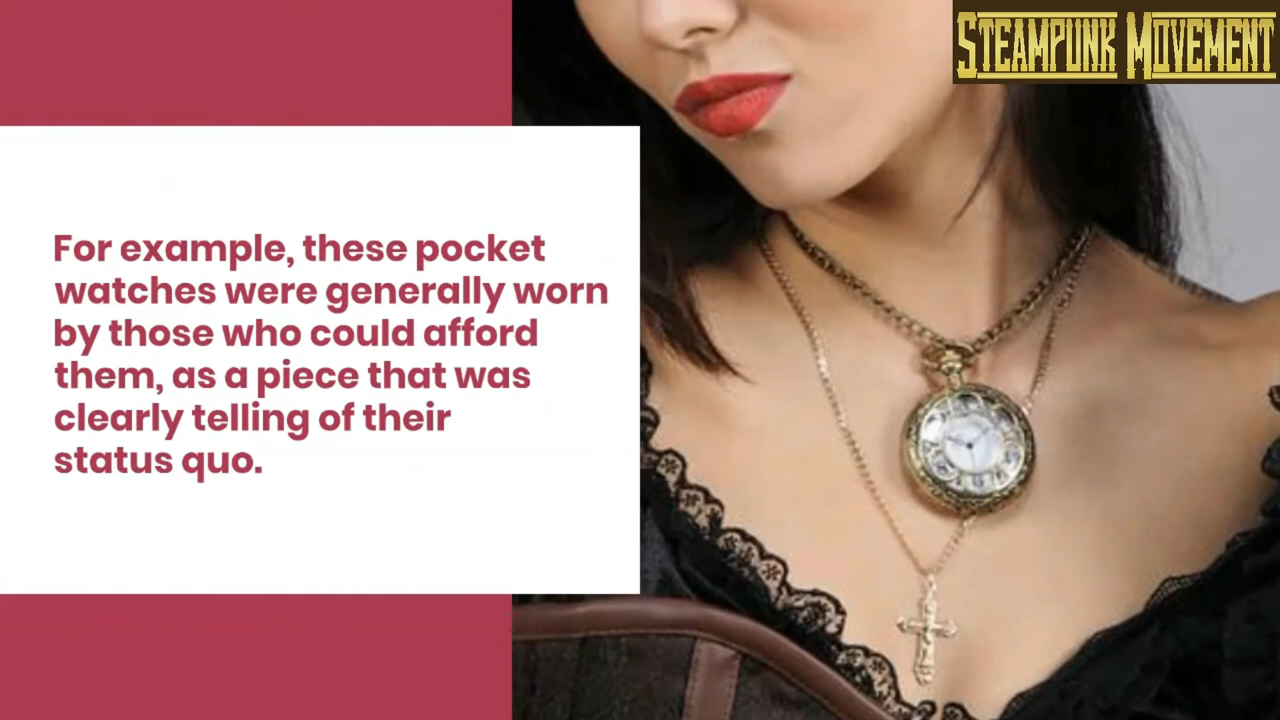 STEAMPUNK MOVEMENT
For example, these pocket
watches were generally worn
by those who could afford
them, as a piece that was
clearly telling of their
status quo.